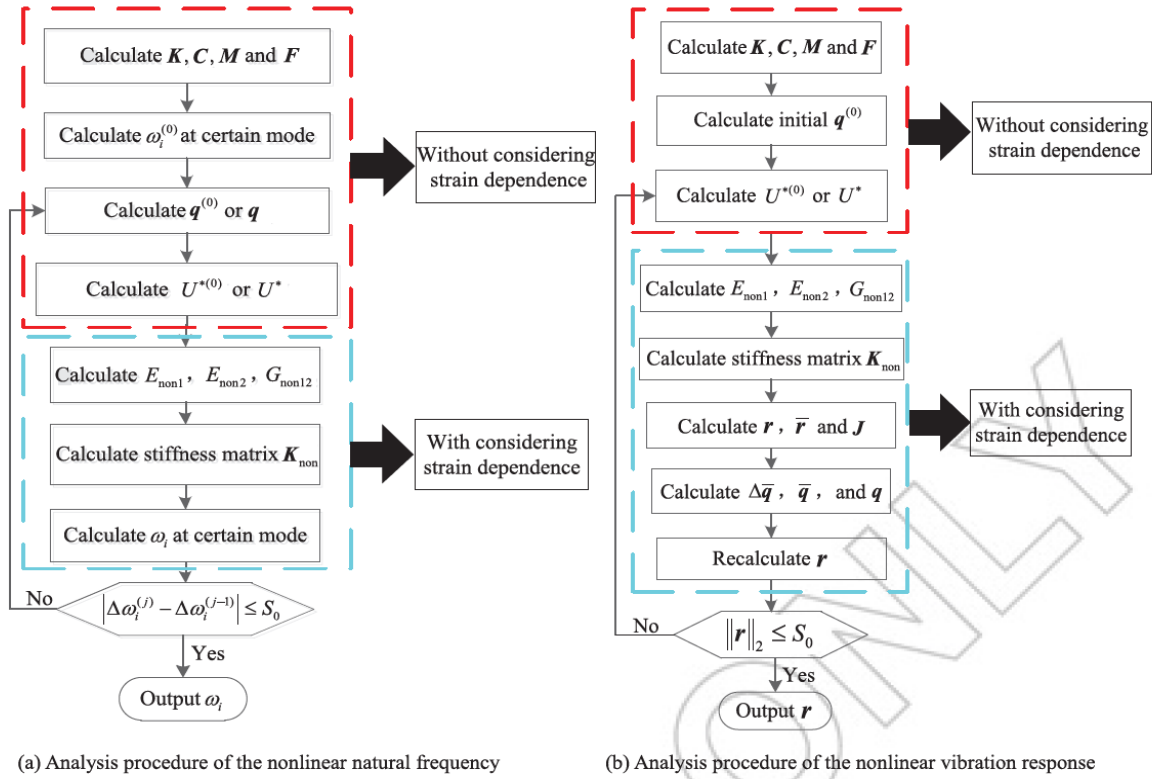 Calculate K, C, M and F
Calculate ω_i^(0) at certain mode
Calculate q^(0) or q
Calculate U^*(0) or U^*
Without considering
strain dependence
Calculate E_non1, E_non2, G_non12
Calculate stiffness matrix K_non
Calculate ω_i at certain mode
With considering
strain dependence
|Δω_i^(j) − Δω_i^(j−1)| ≤ S_0
No
Yes
Output ω_i
(a) Analysis procedure of the nonlinear natural frequency
Calculate K, C, M and F
Calculate initial q^(0)
Calculate U^*(0) or U^*
Without considering
strain dependence
Calculate E_non1, E_non2, G_non12
Calculate stiffness matrix K_non
Calculate r, r̅ and J
Calculate Δq̅, q̅, and q
Recalculate r
With considering
strain dependence
‖r‖_2 ≤ S_0
No
Yes
Output r
(b) Analysis procedure of the nonlinear vibration response
ONLY